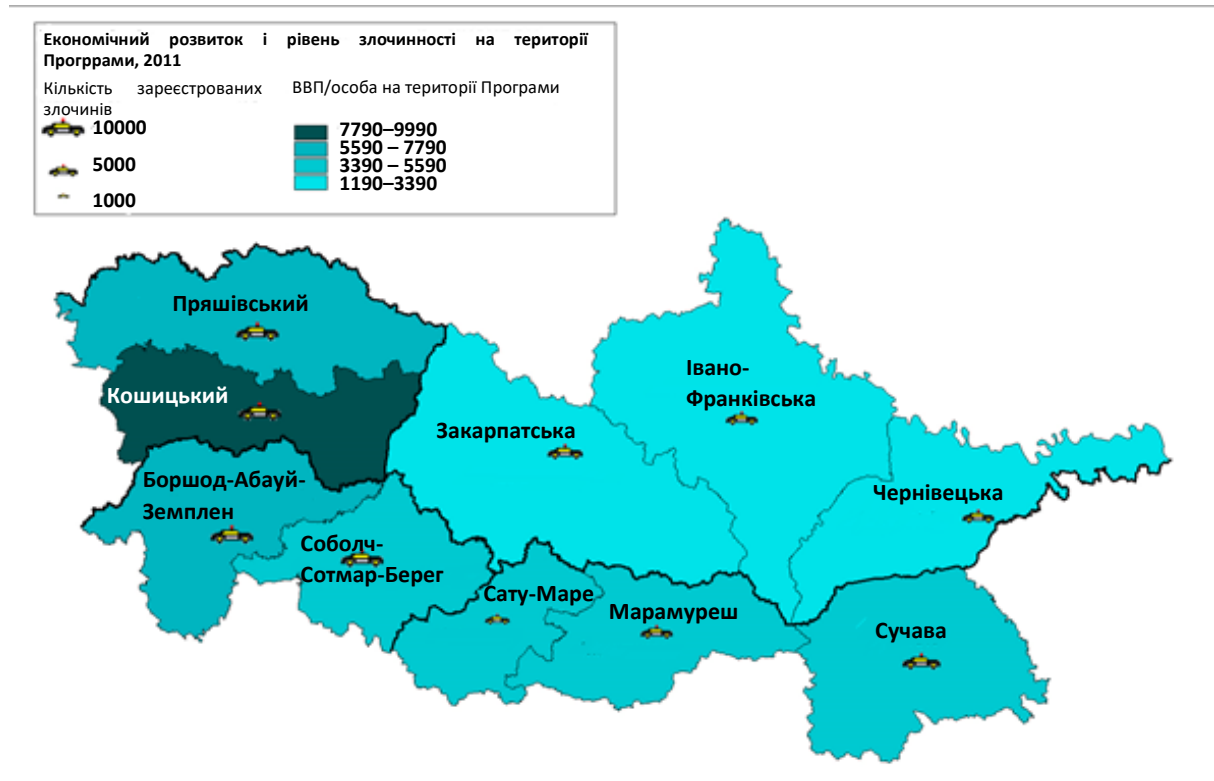 Економічний розвиток і рівень злочинності на території
Прогррами, 2011
Кількість зареєстрованих
злочинів
ВВП/особа на території Програми
10000
5000
1000
7790–9990
5590 – 7790
3390 – 5590
1190–3390
Пряшівський
Кошицький
Івано-
Франківська
Закарпатська
Боршод-Абауй-
Земплен
Чернівецька
Соболч-
Сотмар-Берег
Сату-Маре
Марамуреш
Сучава